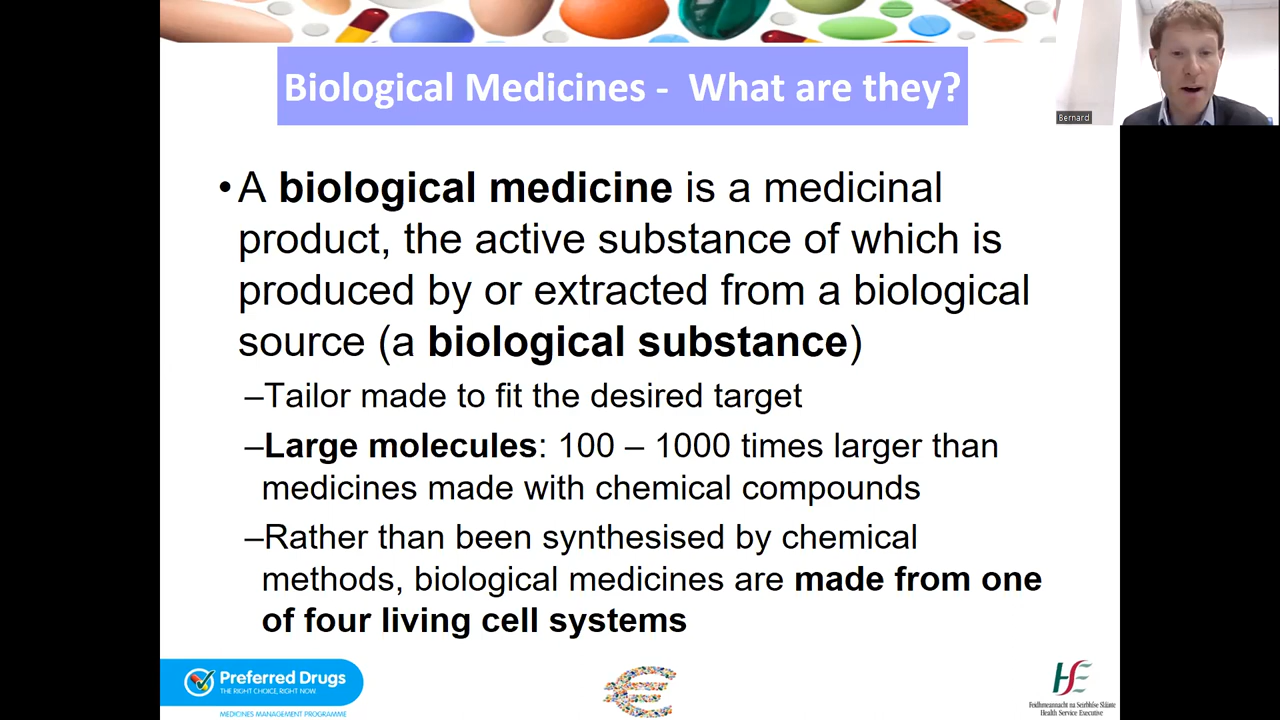 Biological Medicines - What are they?
Bernard
•A biological medicine is a medicinal
product, the active substance of which is
produced by or extracted from a biological
source (a biological substance)
–Tailor made to fit the desired target
–Large molecules: 100 – 1000 times larger than
medicines made with chemical compounds
–Rather than been synthesised by chemical
methods, biological medicines are made from one
of four living cell systems
Preferred Drugs
THE RIGHT CHOICE, RIGHT NOW.
MEDICINES MANAGEMENT PROGRAMME
Feidhmeannacht na Seirbhíse Sláinte
Health Service Executive